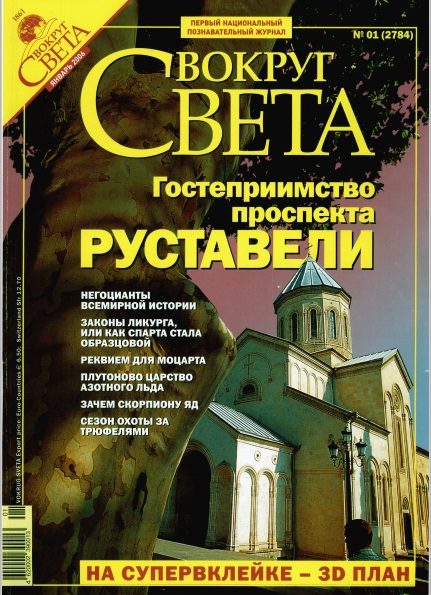 1861
ВОКРУГ
СВЕТА
ЯНВАРЬ 2006
ПЕРВЫЙ НАЦИОНАЛЬНЫЙ
ПОЗНАВАТЕЛЬНЫЙ ЖУРНАЛ
№ 01 (2784)
ВОКРУГ
СВЕТА
Гостеприимство
проспекта
РУСТАВЕЛИ
НЕГОЦИАНТЫ
ВСЕМИРНОЙ ИСТОРИИ
ЗАКОНЫ ЛИКУРГА,
ИЛИ КАК СПАРТА СТАЛА
ОБРАЗЦОВОЙ
РЕКВИЕМ ДЛЯ МОЦАРТА
ПЛУТОНОВО ЦАРСТВО
АЗОТНОГО ЛЬДА
ЗАЧЕМ СКОРПИОНУ ЯД
СЕЗОН ОХОТЫ ЗА
ТРЮФЕЛЯМИ
VOKRUG SVETA Export price: Euro-Countries € 6.50; Switzerland Sfr 12.70
01
НА СУПЕРВКЛЕЙКЕ – 3D ПЛАН